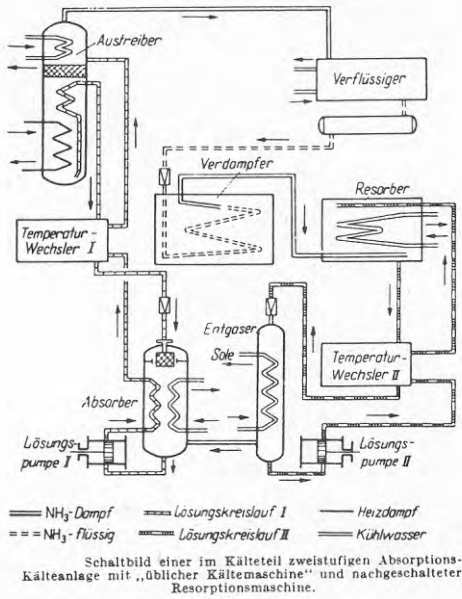 Austreiber
Verflüssiger
Verdampfer
Resorber
Temperatur-
Wechsler I
Entgaser
Sole
Temperatur-
Wechsler II
Absorber
Lösungs-
pumpe I
Lösungs-
pumpe II
NH₃-Dampf
Lösungskreislauf I
Heizdampf
NH₃-flüssig
Lösungskreislauf II
Kühlwasser
Schaltbild einer im Kälteteil zweistufigen Absorptions-
Kälteanlage mit „üblicher Kältemaschine“ und nachgeschalteter
Resorptionsmaschine.